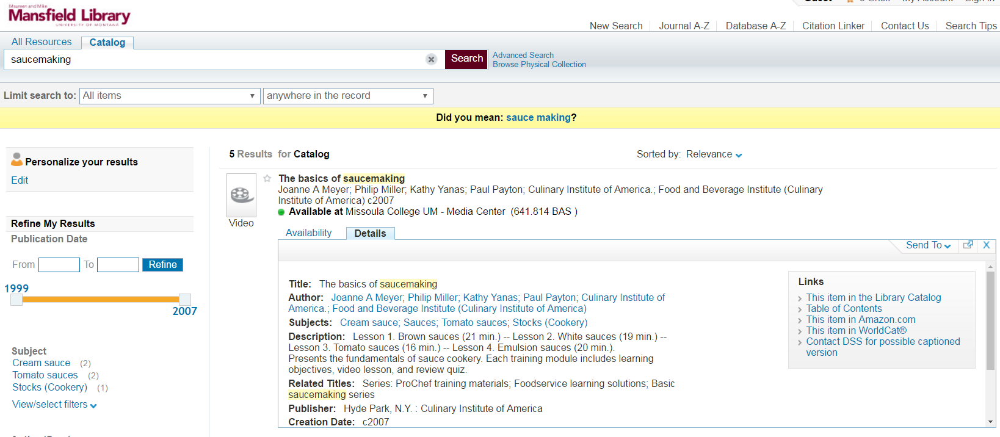 Maureen and Mike
Mansfield Library
UNIVERSITY OF MONTANA
Guest e-Shelf My Account Sign in
New Search Journal A-Z Database A-Z Citation Linker Contact Us Search Tips
All Resources Catalog
saucemaking
Search
Advanced Search
Browse Physical Collection
Limit search to: All items anywhere in the record
Did you mean: sauce making?
Personalize your results
Edit
Refine My Results
Publication Date
From To Refine
1999
2007
Subject
Cream sauce (2)
Tomato sauces (2)
Stocks (Cookery) (1)
View/select filters
5 Results for Catalog
Sorted by: Relevance
Video
The basics of saucemaking
Joanne A Meyer; Philip Miller; Kathy Yanas; Paul Payton; Culinary Institute of America.; Food and Beverage Institute (Culinary
Institute of America) c2007
Available at Missoula College UM - Media Center (641.814 BAS )
Availability Details
Send To X
Title: The basics of saucemaking
Author: Joanne A Meyer; Philip Miller; Kathy Yanas; Paul Payton; Culinary Institute of
America.; Food and Beverage Institute (Culinary Institute of America)
Subjects: Cream sauce; Sauces; Tomato sauces; Stocks (Cookery)
Description: Lesson 1. Brown sauces (21 min.) -- Lesson 2. White sauces (19 min.) --
Lesson 3. Tomato sauces (16 min.) -- Lesson 4. Emulsion sauces (20 min.).
Presents the fundamentals of sauce cookery. Each training module includes learning
objectives, video lesson, and review quiz.
Related Titles: Series: ProChef training materials; Foodservice learning solutions; Basic
saucemaking series
Publisher: Hyde Park, N.Y. : Culinary Institute of America
Creation Date: c2007
Links
This item in the Library Catalog
Table of Contents
This item in Amazon.com
This item in WorldCat®
Contact DSS for possible captioned
version